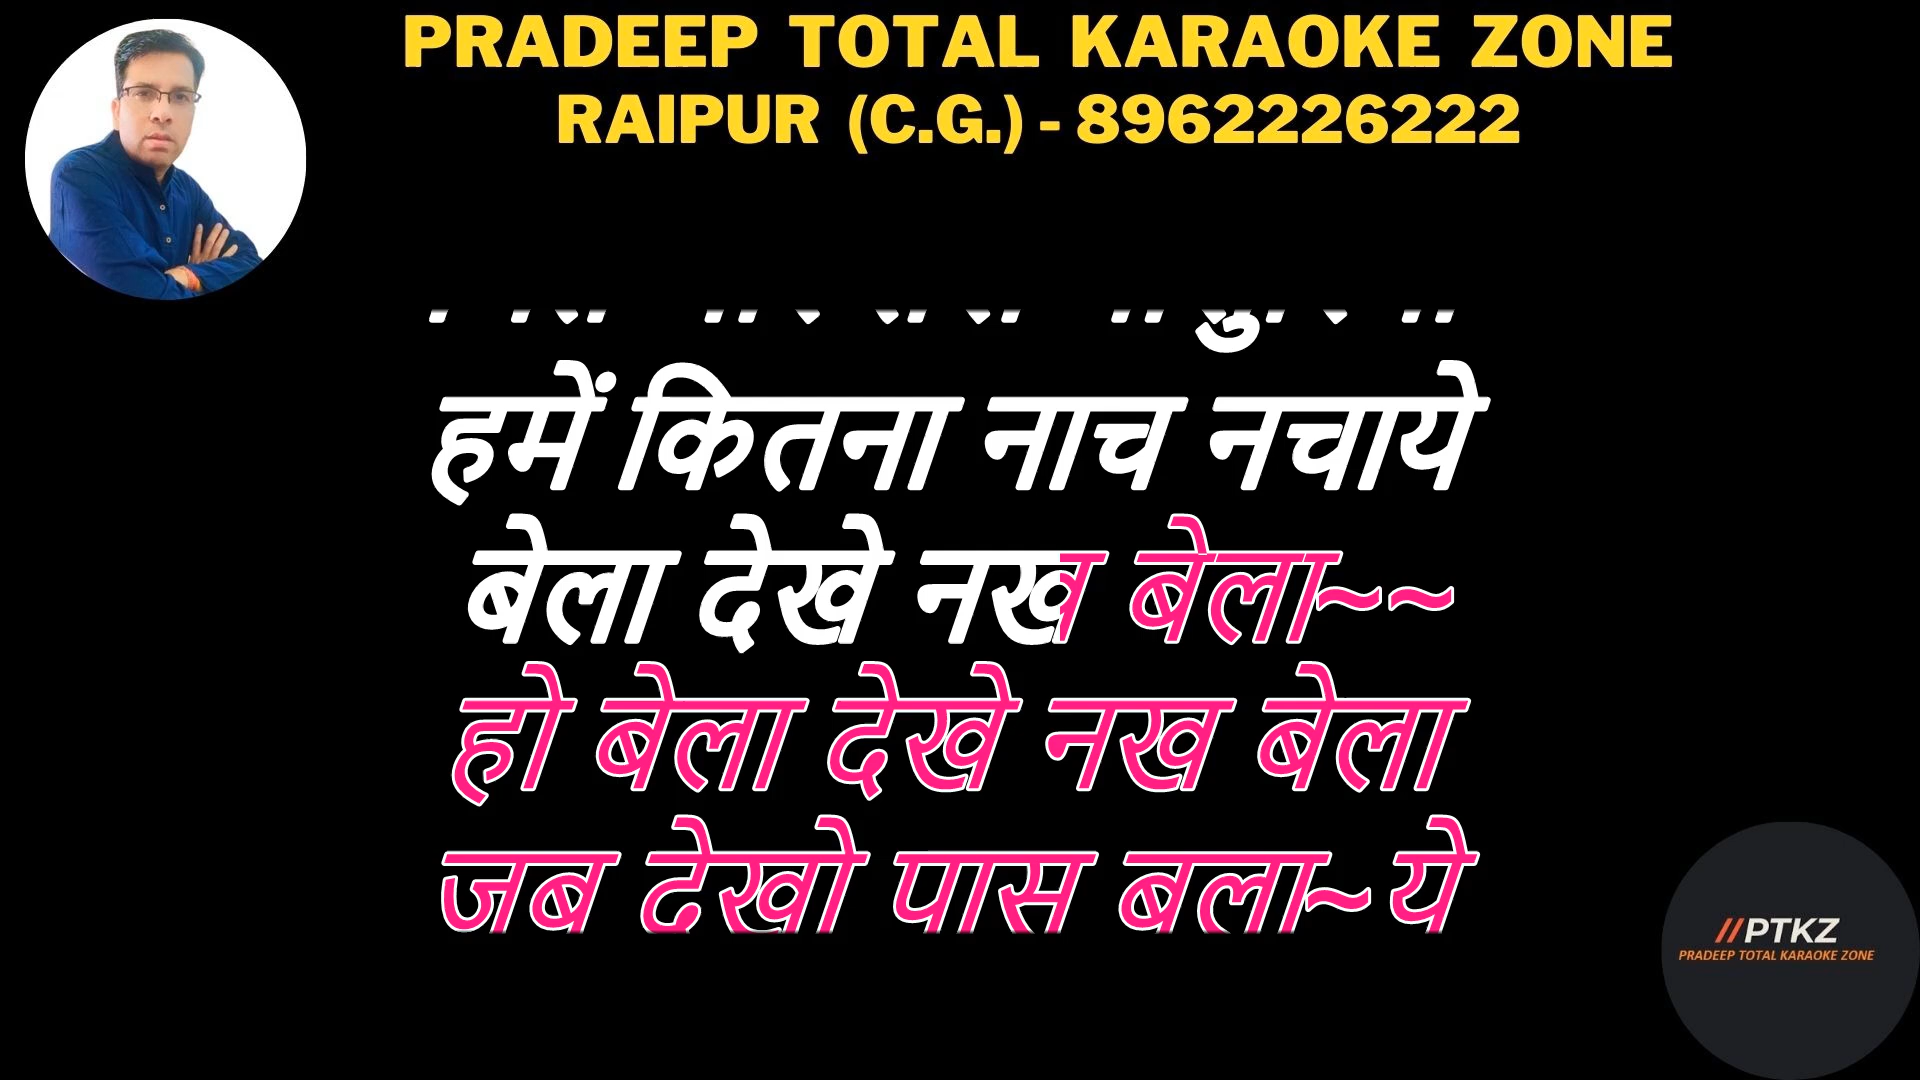 PRADEEP TOTAL KARAOKE ZONE
RAIPUR (C.G.) - 8962226222
हमें कितना नाच नचाये
बेला देखे नख बेला~~
हो बेला देखे नख बेला
जब देखो पास बला~ये
//PTKZ
PRADEEP TOTAL KARAOKE ZONE